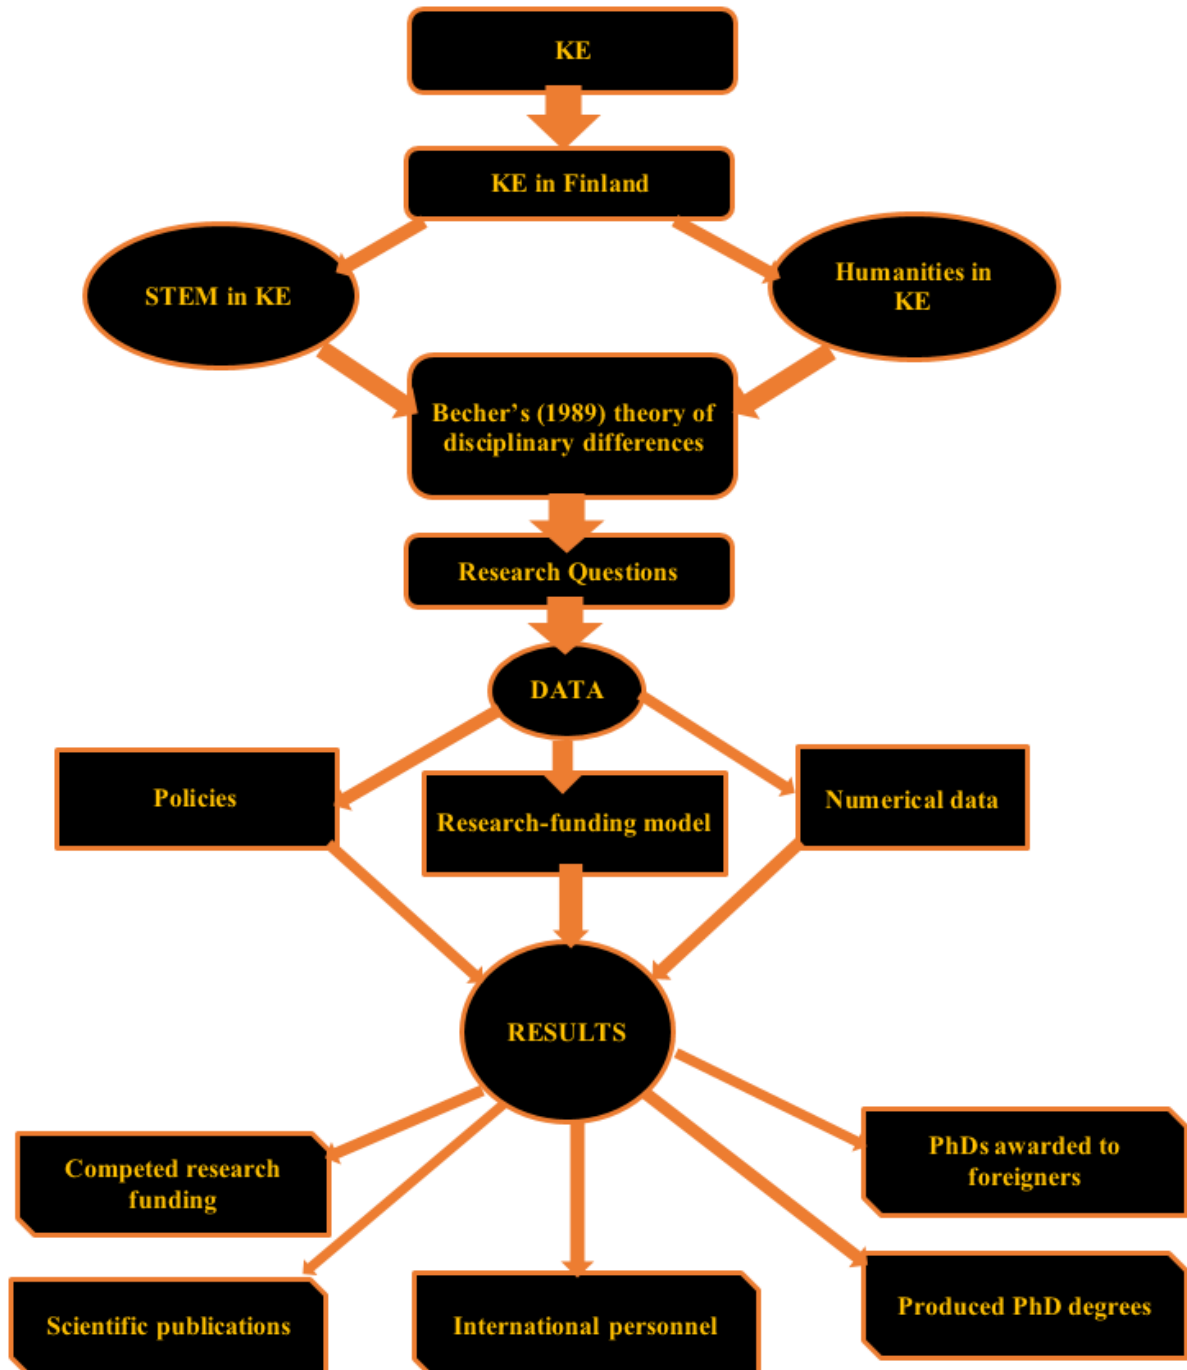 KE
KE in Finland
STEM in KE
Humanities in
KE
Becher’s (1989) theory of
disciplinary differences
Research Questions
DATA
Policies
Research-funding model
Numerical data
RESULTS
Competed research
funding
PhDs awarded to
foreigners
Scientific publications
International personnel
Produced PhD degrees